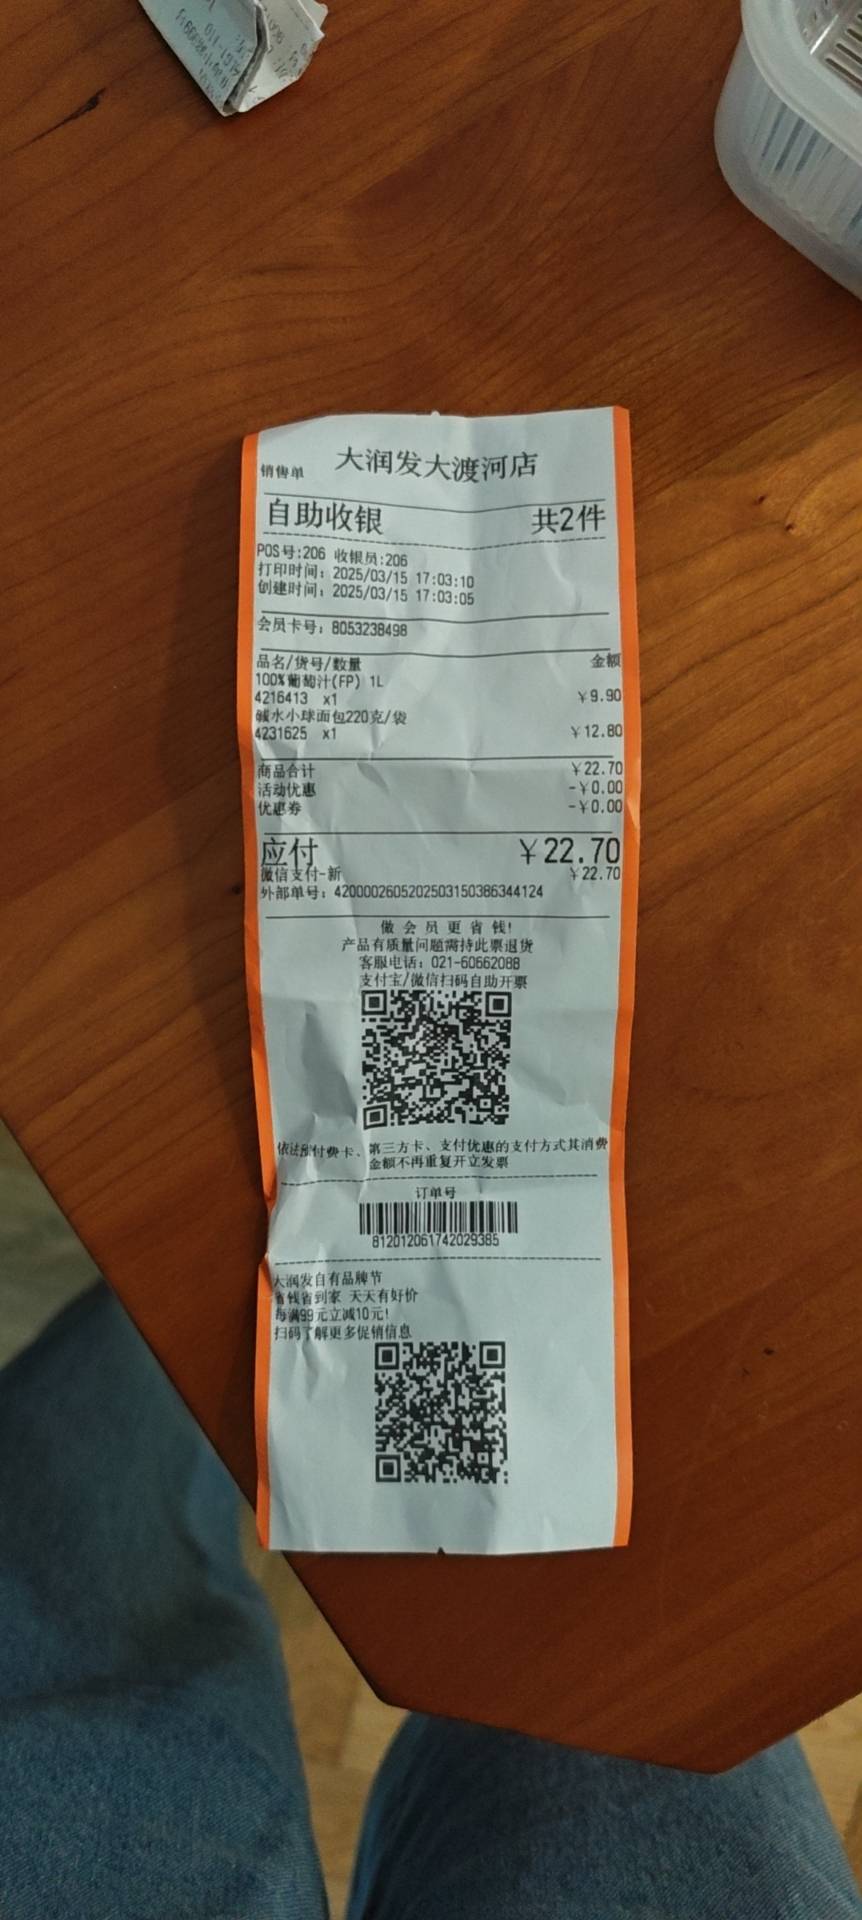 大润发大渡河店
销售单
自助收银 共2件
POS号:206 收银员:206
打印时间: 2025/03/15 17:03:10
创建时间: 2025/03/15 17:03:05
会员卡号: 8053238498
品名/货号/数量 金额
100%葡萄汁(FP) 1L
4216413 x1 ¥9.90
碱水小球面包220克/袋
4231625 x1 ¥12.80
商品合计 ¥22.70
活动优惠 -¥0.00
优惠券 -¥0.00
应付 ¥22.70
微信支付-新 ¥22.70
外部单号: 4200002605202503150386344124
做会员更省钱!
产品有质量问题需持此票退货
客服电话: 021-60662088
支付宝/微信扫码自助开票
依法预付费卡、第三方卡、支付优惠的支付方式其消费
金额不再重复开立发票
订单号
812012061742029385
大润发自有品牌节
省钱省到家 天天有好价
每满99元立减10元!
扫码了解更多促销信息